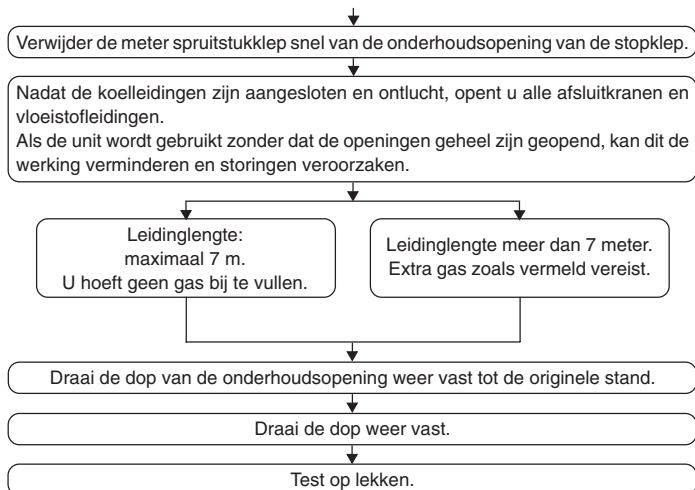 Verwijder de meter spruitstukklep snel van de onderhoudsopening van de stopklep.
Nadat de koelleidingen zijn aangesloten en ontlucht, opent u alle afsluitkranen en
vloeistofleidingen.
Als de unit wordt gebruikt zonder dat de openingen geheel zijn geopend, kan dit de
werking verminderen en storingen veroorzaken.
Leidinglengte:
maximaal 7 m.
U hoeft geen gas bij te vullen.
Leidinglengte meer dan 7 meter.
Extra gas zoals vermeld vereist.
Draai de dop van de onderhoudsopening weer vast tot de originele stand.
Draai de dop weer vast.
Test op lekken.